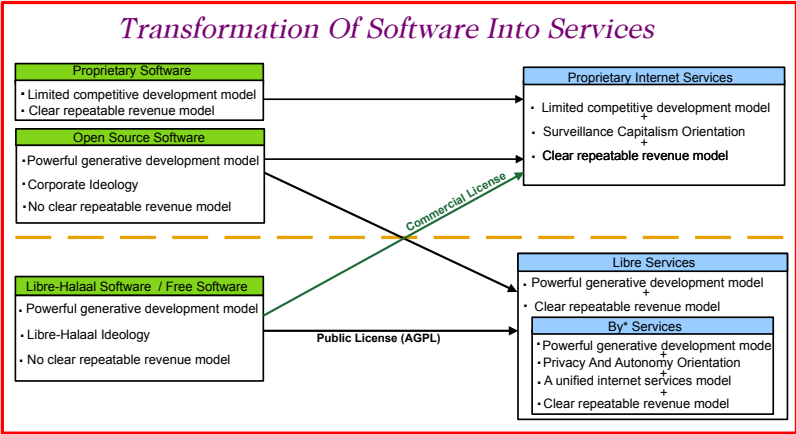 Transformation Of Software Into Services
Proprietary Software
· Limited competitive development model
· Clear repeatable revenue model
Open Source Software
· Powerful generative development model
· Corporate Ideology
· No clear repeatable revenue model
Libre-Halaal Software / Free Software
· Powerful generative development model
· Libre-Halaal Ideology
· No clear repeatable revenue model
Commercial License
Public License (AGPL)
Proprietary Internet Services
· Limited competitive development model
+
· Surveillance Capitalism Orientation
+
· Clear repeatable revenue model
Libre Services
· Powerful generative development model
+
· Clear repeatable revenue model
By* Services
· Powerful generative development mode
+
· Privacy And Autonomy Orientation
+
· A unified internet services model
+
· Clear repeatable revenue model